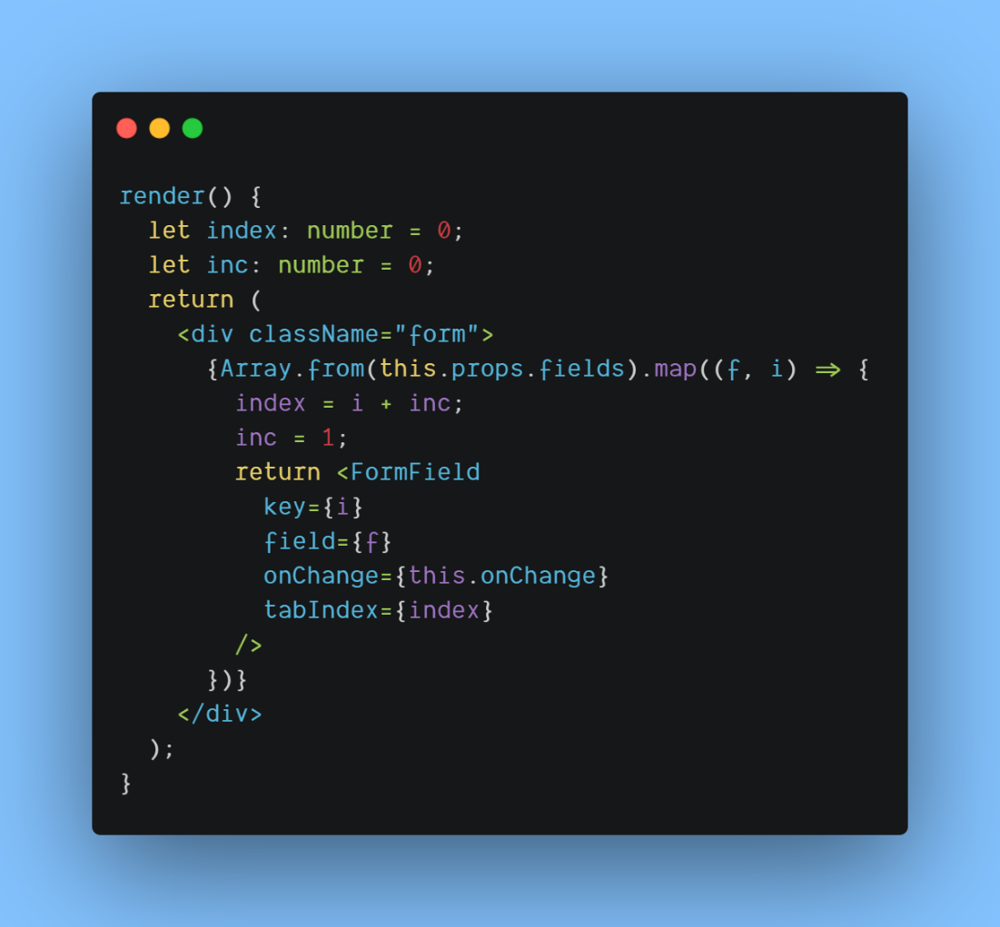 render() {
  let index: number = 0;
  let inc: number = 0;
  return (
    <div className="form">
      {Array.from(this.props.fields).map((f, i) => {
        index = i + inc;
        inc = 1;
        return <FormField
          key={i}
          field={f}
          onChange={this.onChange}
          tabIndex={index}
        />
      })}
    </div>
  );
}